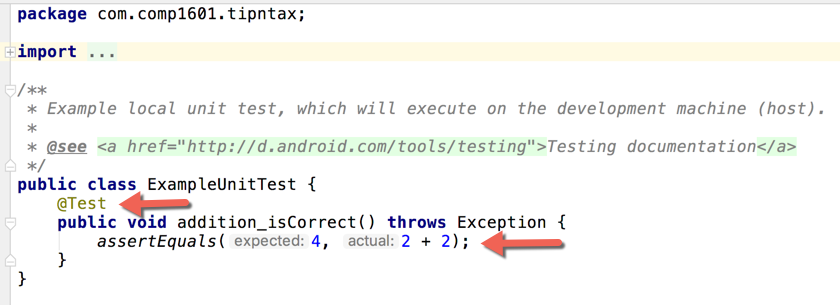 package com.comp1601.tipntax;
import ...
/**
* Example local unit test, which will execute on the development machine (host).
*
* @see <a href="http://d.android.com/tools/testing">Testing documentation</a>
*/
public class ExampleUnitTest {
@Test
public void addition_isCorrect() throws Exception {
assertEquals( expected: 4, actual: 2 + 2);
}
}